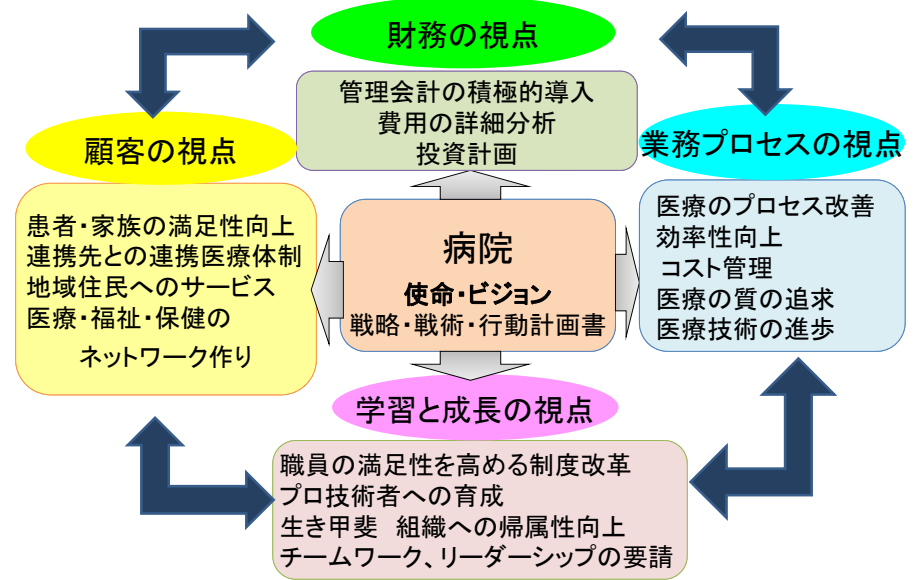 財務の視点
管理会計の積極的導入
費用の詳細分析
投資計画
顧客の視点
患者・家族の満足性向上
連携先との連携医療体制
地域住民へのサービス
医療・福祉・保健の
ネットワーク作り
病院
使命・ビジョン
戦略・戦術・行動計画書
業務プロセスの視点
医療のプロセス改善
効率性向上
コスト管理
医療の質の追求
医療技術の進歩
学習と成長の視点
職員の満足性を高める制度改革
プロ技術者への育成
生き甲斐　組織への帰属性向上
チームワーク、リーダーシップの要請